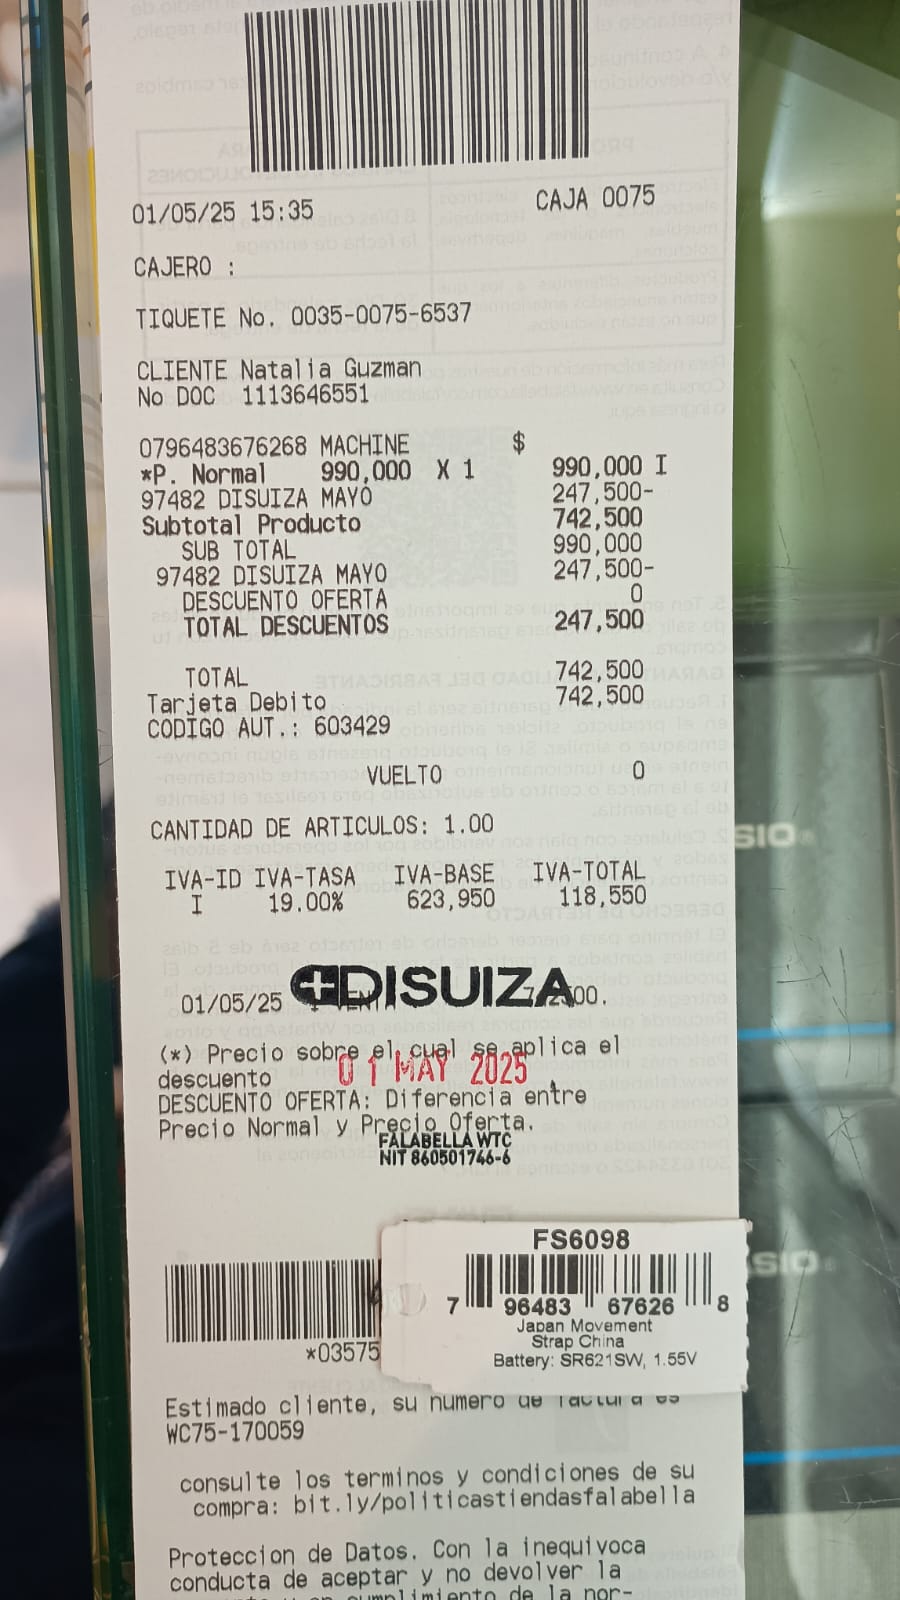 01/05/25 15:35 CAJA 0075
CAJERO :
TIQUETE No. 0035-0075-6537
CLIENTE Natalia Guzman
No DOC 1113646551
0796483676268 MACHINE $
*P. Normal 990,000 X 1 990,000 I
97482 DISUIZA MAYO 247,500-
Subtotal Producto 742,500
SUB TOTAL 990,000
97482 DISUIZA MAYO 247,500-
DESCUENTO OFERTA 0
TOTAL DESCUENTOS 247,500
TOTAL 742,500
Tarjeta Debito 742,500
CODIGO AUT.: 603429
VUELTO 0
CANTIDAD DE ARTICULOS: 1.00
IVA-ID IVA-TASA IVA-BASE IVA-TOTAL
I 19.00% 623,950 118,550
DISUIZA
01/05/25
(*) Precio sobre el cual se aplica el
descuento
01 MAY 2025
DESCUENTO OFERTA: Diferencia entre
Precio Normal y Precio Oferta.
FALABELLA WTC
NIT 860501746-6
FS6098
7 96483 67626 8
Japan Movement
Strap China
Battery: SR621SW, 1.55V
*03575
Estimado cliente, su numero de factura es
WC75-170059
consulte los terminos y condiciones de su
compra: bit.ly/politicastiendasfalabella
Proteccion de Datos. Con la inequivoca
conducta de aceptar y no devolver la
de la nor-
SIO
SIO